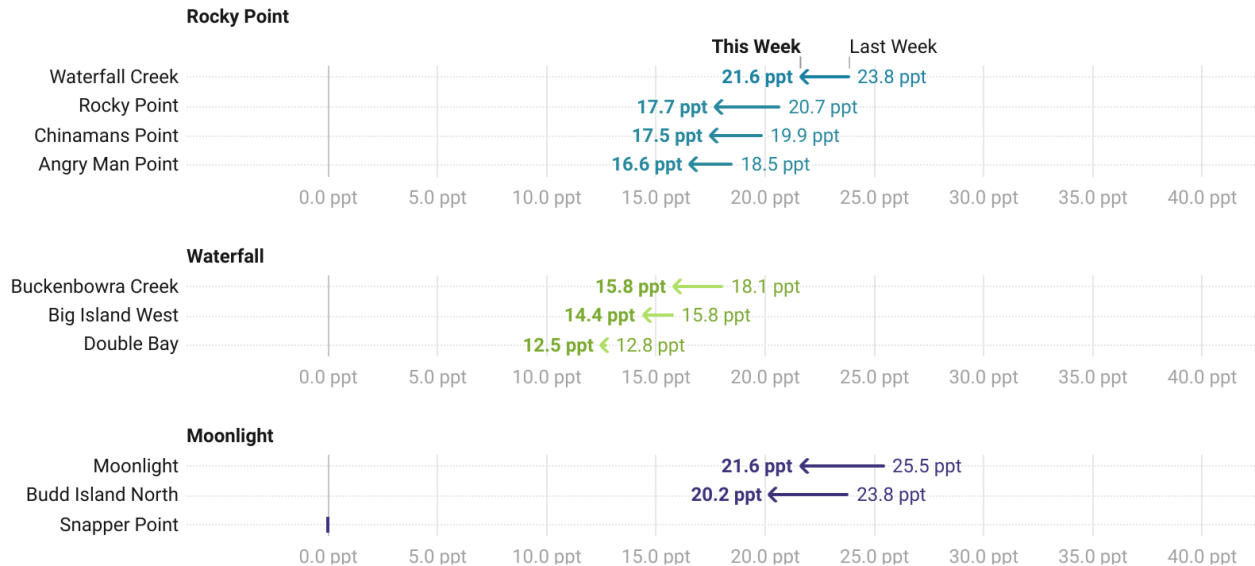 Rocky Point
This Week Last Week
Waterfall Creek 21.6 ppt 23.8 ppt
Rocky Point 17.7 ppt 20.7 ppt
Chinamans Point 17.5 ppt 19.9 ppt
Angry Man Point 16.6 ppt 18.5 ppt
0.0 ppt 5.0 ppt 10.0 ppt 15.0 ppt 20.0 ppt 25.0 ppt 30.0 ppt 35.0 ppt 40.0 ppt
Waterfall
Buckenbowra Creek 15.8 ppt 18.1 ppt
Big Island West 14.4 ppt 15.8 ppt
Double Bay 12.5 ppt 12.8 ppt
0.0 ppt 5.0 ppt 10.0 ppt 15.0 ppt 20.0 ppt 25.0 ppt 30.0 ppt 35.0 ppt 40.0 ppt
Moonlight
Moonlight 21.6 ppt 25.5 ppt
Budd Island North 20.2 ppt 23.8 ppt
Snapper Point
0.0 ppt 5.0 ppt 10.0 ppt 15.0 ppt 20.0 ppt 25.0 ppt 30.0 ppt 35.0 ppt 40.0 ppt